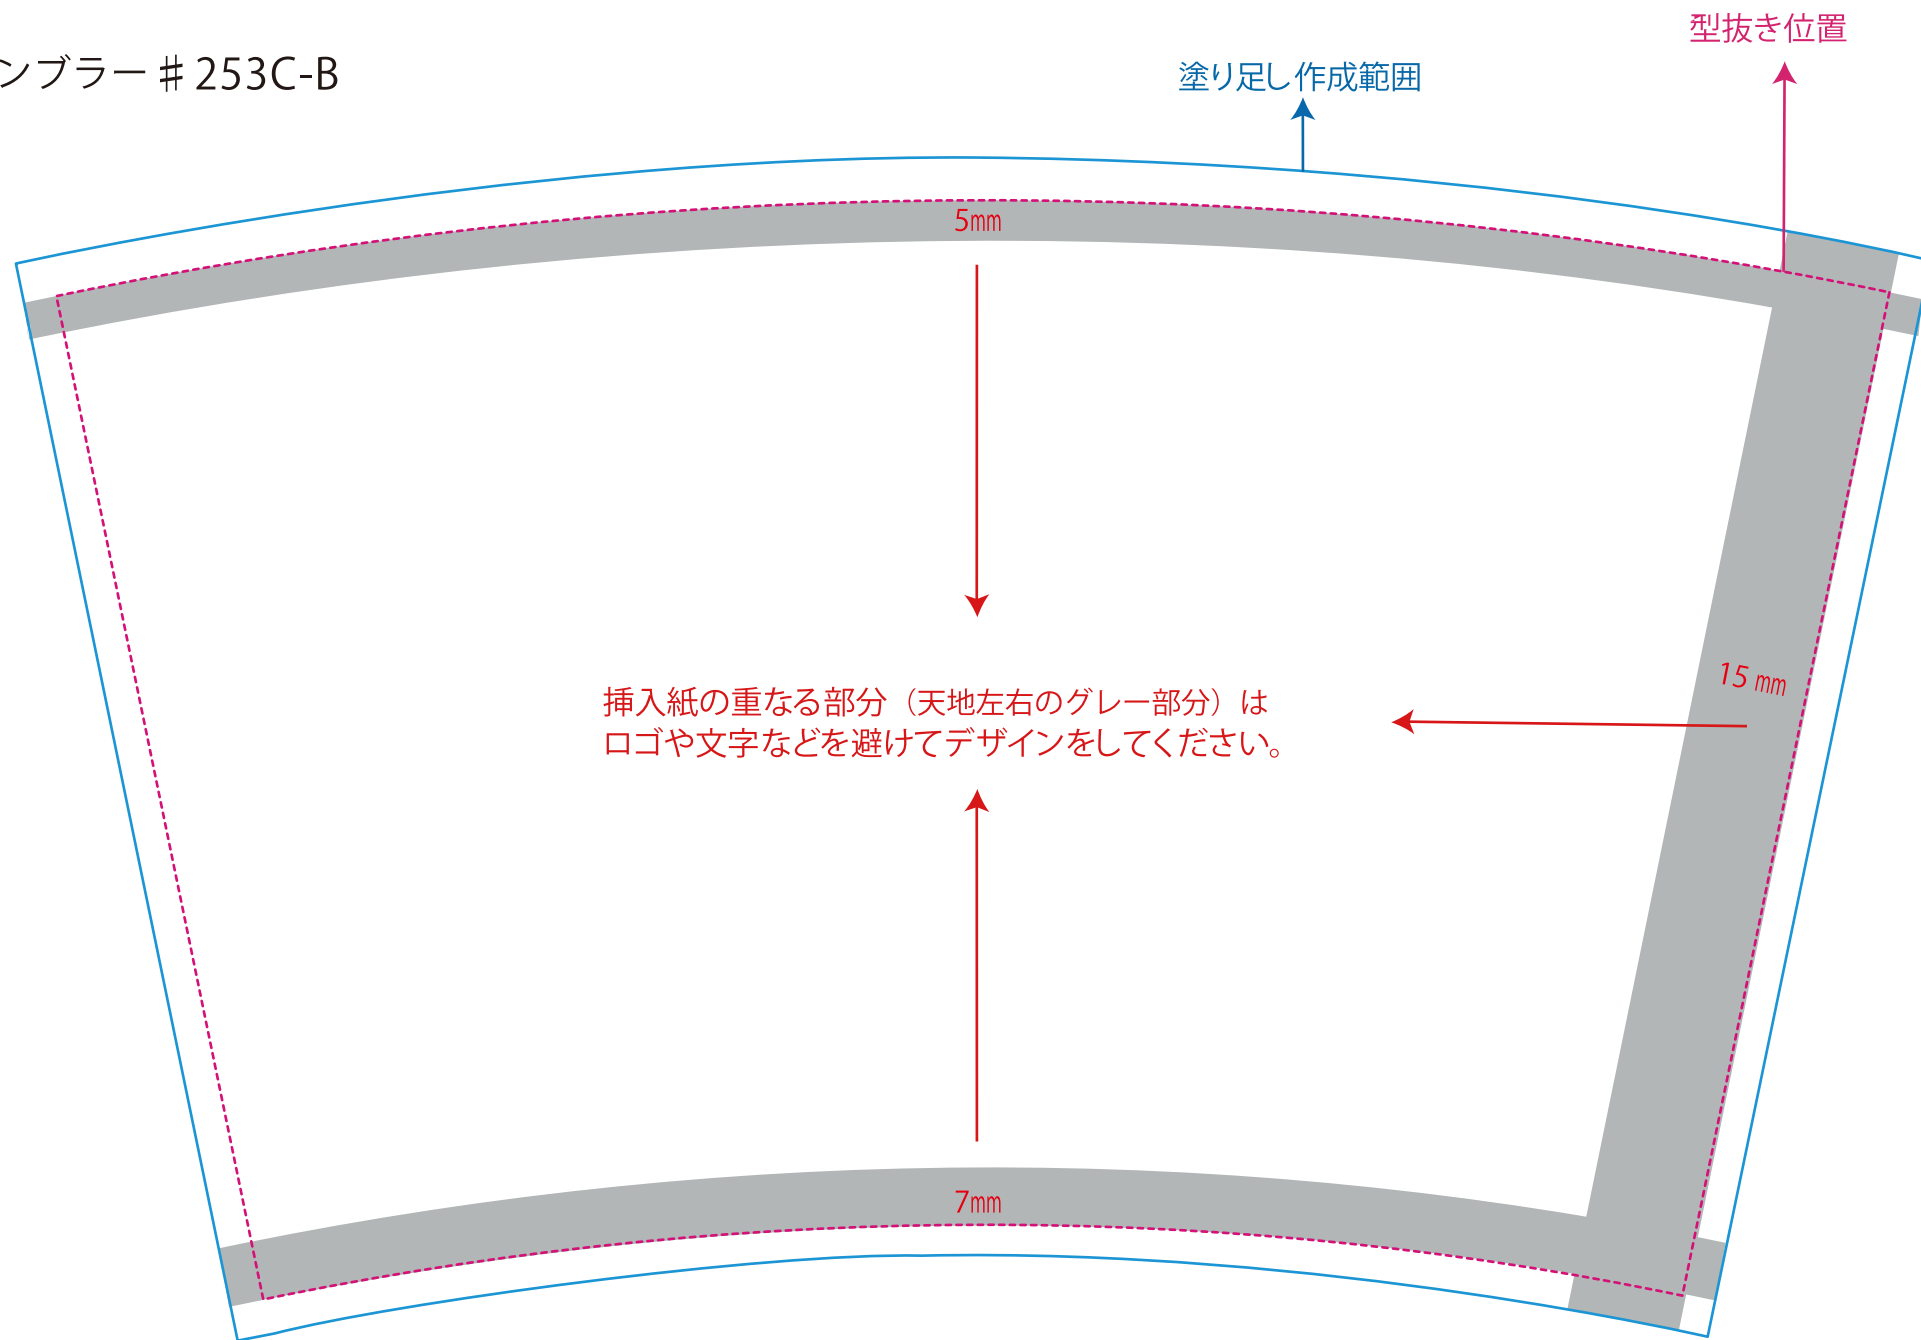 型抜き位置
ンブラー♯253C-B
塗り足し作成範囲
5mm
15 mm
挿入紙の重なる部分（天地左右のグレー部分）は
ロゴや文字などを避けてデザインをしてください。
7mm